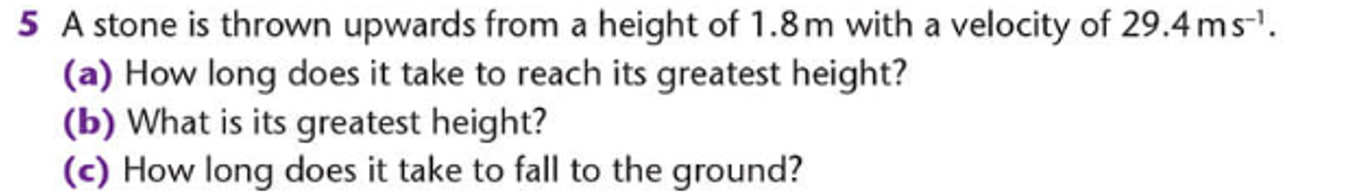 5 A stone is thrown upwards from a height of 1.8 m with a velocity of 29.4 m s⁻¹.
(a) How long does it take to reach its greatest height?
(b) What is its greatest height?
(c) How long does it take to fall to the ground?